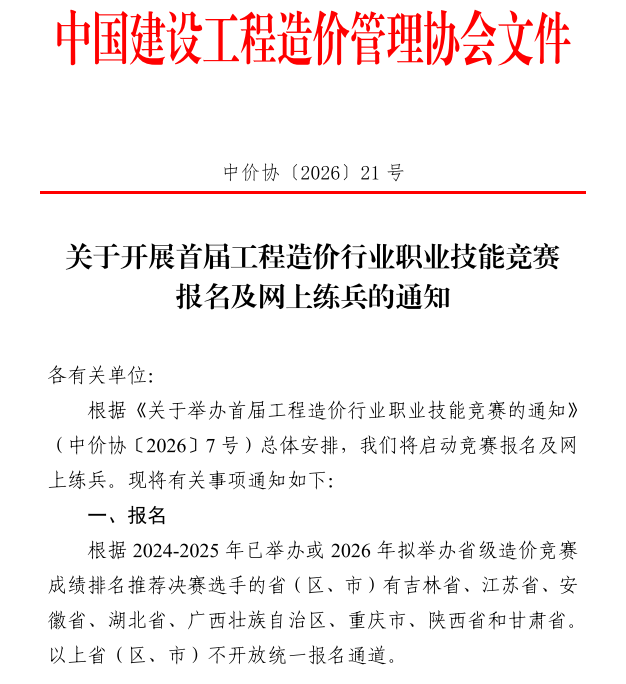 中国建设工程造价管理协会文件
中价协〔2026〕21 号
关于开展首届工程造价行业职业技能竞赛
报名及网上练兵的通知
各有关单位：
根据《关于举办首届工程造价行业职业技能竞赛的通知》
（中价协〔2026〕7 号）总体安排，我们将启动竞赛报名及网
上练兵。现将有关事项通知如下：
一、报名
根据 2024-2025 年已举办或 2026 年拟举办省级造价竞赛
成绩排名推荐决赛选手的省（区、市）有吉林省、江苏省、安
徽省、湖北省、广西壮族自治区、重庆市、陕西省和甘肃省。
以上省（区、市）不开放统一报名通道。